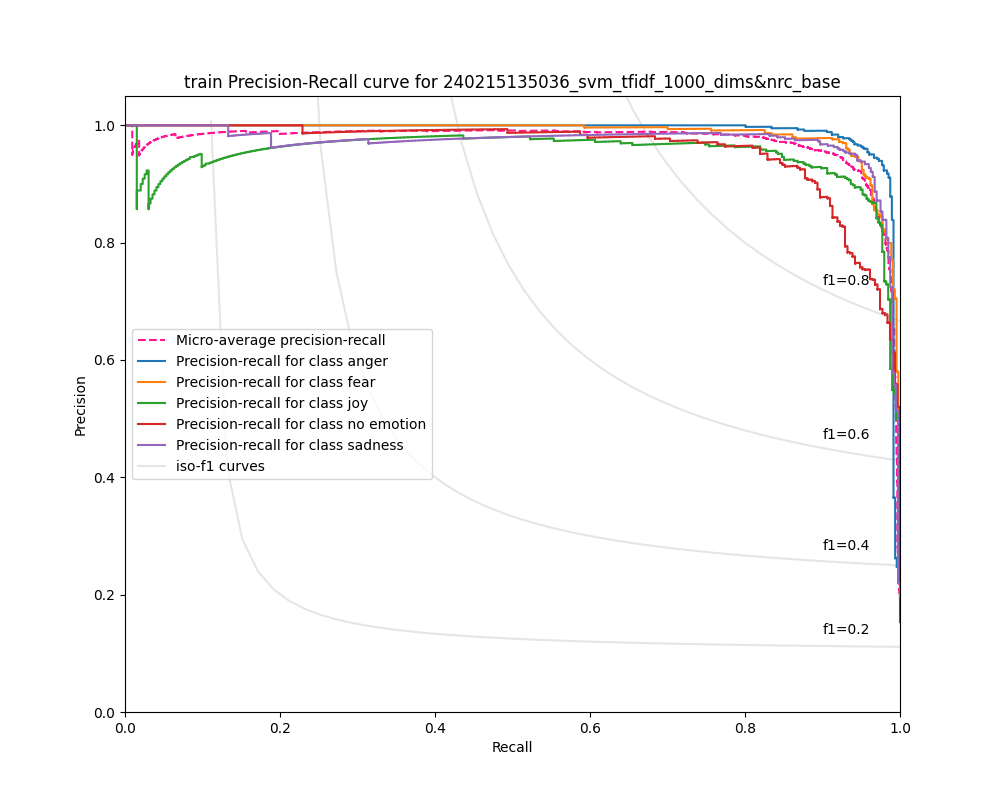 train Precision-Recall curve for 240215135036_svm_tfidf_1000_dims&nrc_base
1.0
0.8
0.6
0.4
0.2
0.0
Precision
f1=0.8
f1=0.6
f1=0.4
f1=0.2
Micro-average precision-recall
Precision-recall for class anger
Precision-recall for class fear
Precision-recall for class joy
Precision-recall for class no emotion
Precision-recall for class sadness
iso-f1 curves
0.0 0.2 0.4 0.6 0.8 1.0
Recall